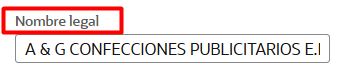 Nombre legal
A & G CONFECCIONES PUBLICITARIOS E.